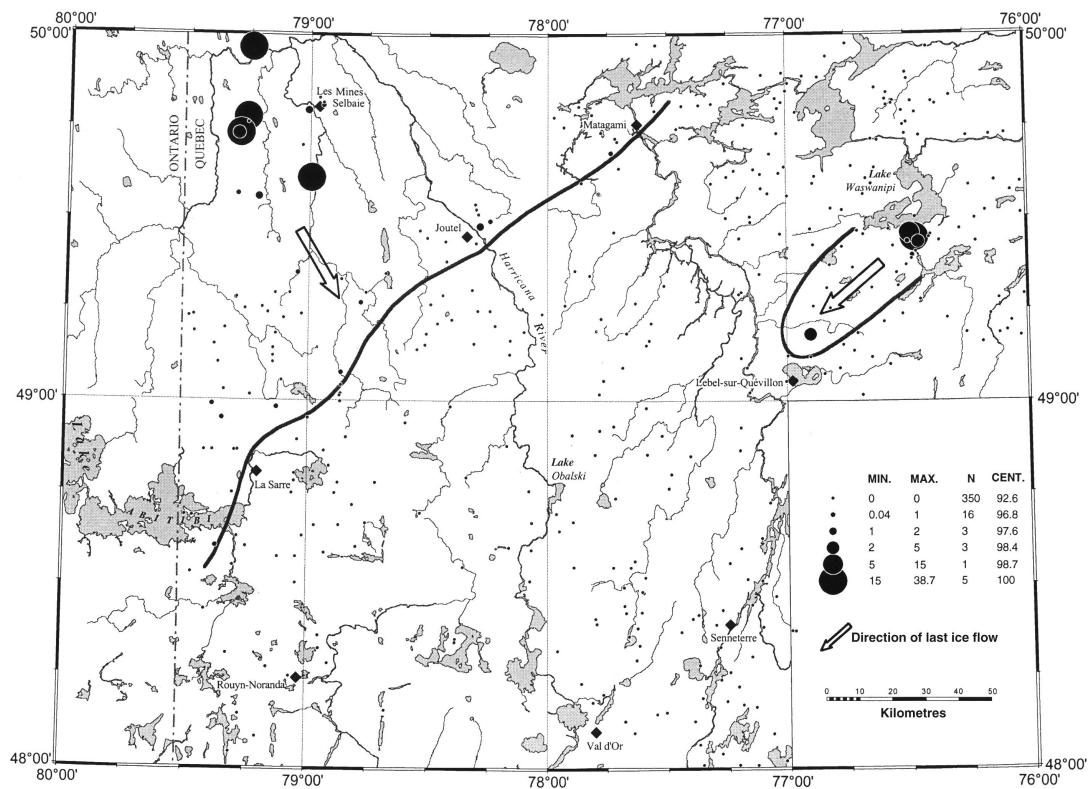 80°00' 79°00' 78°00' 77°00' 76°00'
50°00' 50°00'
Les Mines
Selbaie
ONTARIO
QUEBEC
Matagami
Lake
Waswanipi
Joutel
Harricana
River
Lebel-sur-Quévillon
49°00' 49°00'
Lake
ABITIBI
La Sarre
Lake
Obalski
MIN. MAX. N CENT.
0 0 350 92.6
0.04 1 16 96.8
1 2 3 97.6
2 5 3 98.4
5 15 1 98.7
15 38.7 5 100
Direction of last ice flow
Senneterre
Rouyn-Noranda
Val d'Or
0 10 20 30 40 50
Kilometres
48°00' 48°00'
80°00' 79°00' 78°00' 77°00' 76°00'